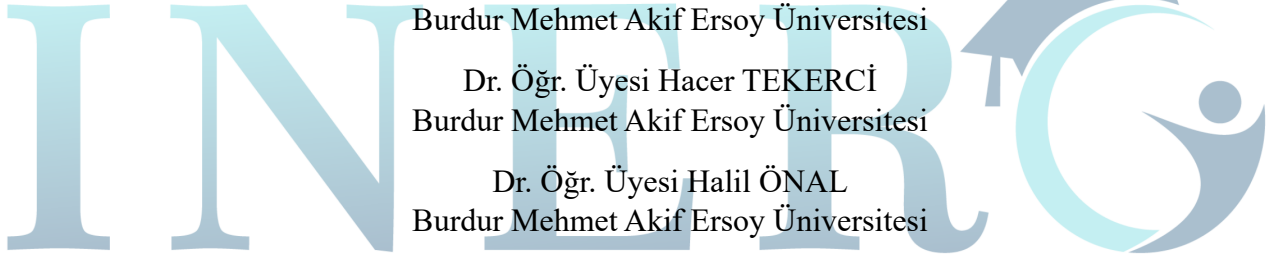 Burdur Mehmet Akif Ersoy Üniversitesi
Dr. Öğr. Üyesi Hacer TEKERCİ
Burdur Mehmet Akif Ersoy Üniversitesi
Dr. Öğr. Üyesi Halil ÖNAL
Burdur Mehmet Akif Ersoy Üniversitesi
INER